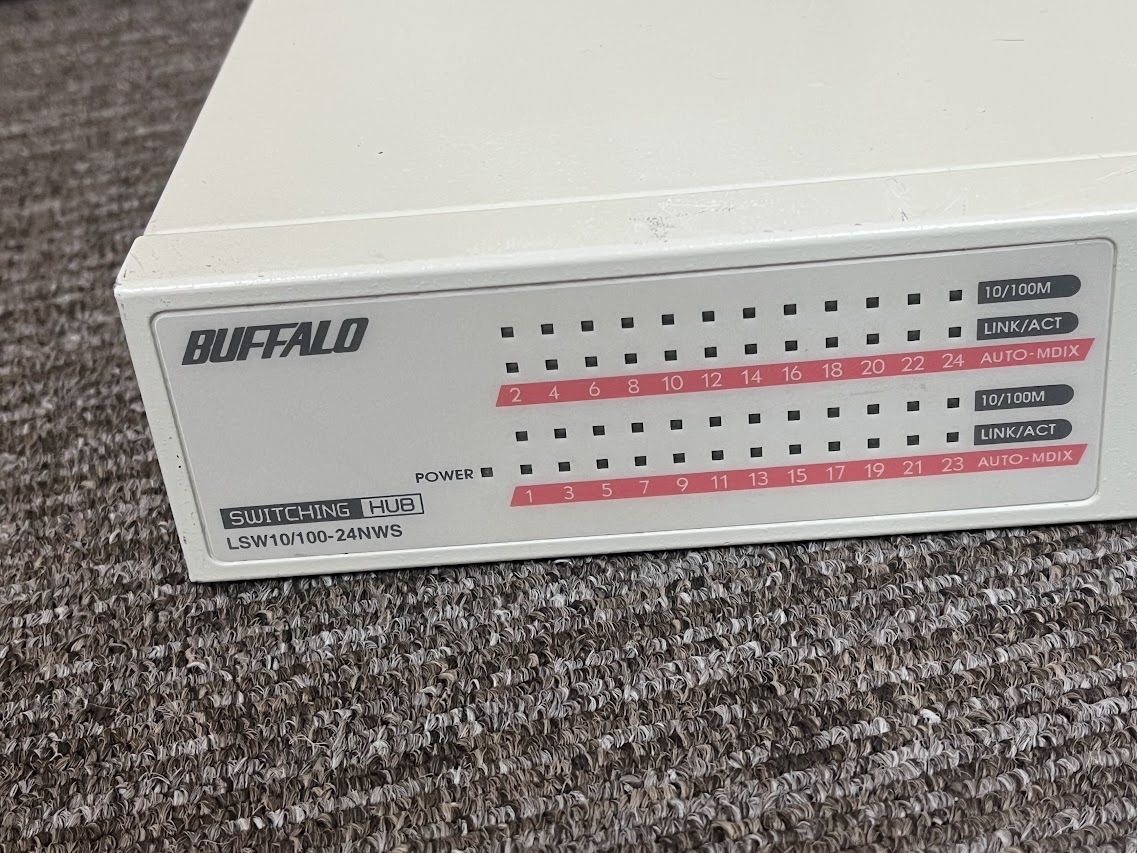 BUFFALO
10/100M
LINK/ACT
2 4 6 8 10 12 14 16 18 20 22 24 AUTO-MDIX
10/100M
LINK/ACT
POWER
1 3 5 7 9 11 13 15 17 19 21 23 AUTO-MDIX
SWITCHING HUB
LSW10/100-24NWS